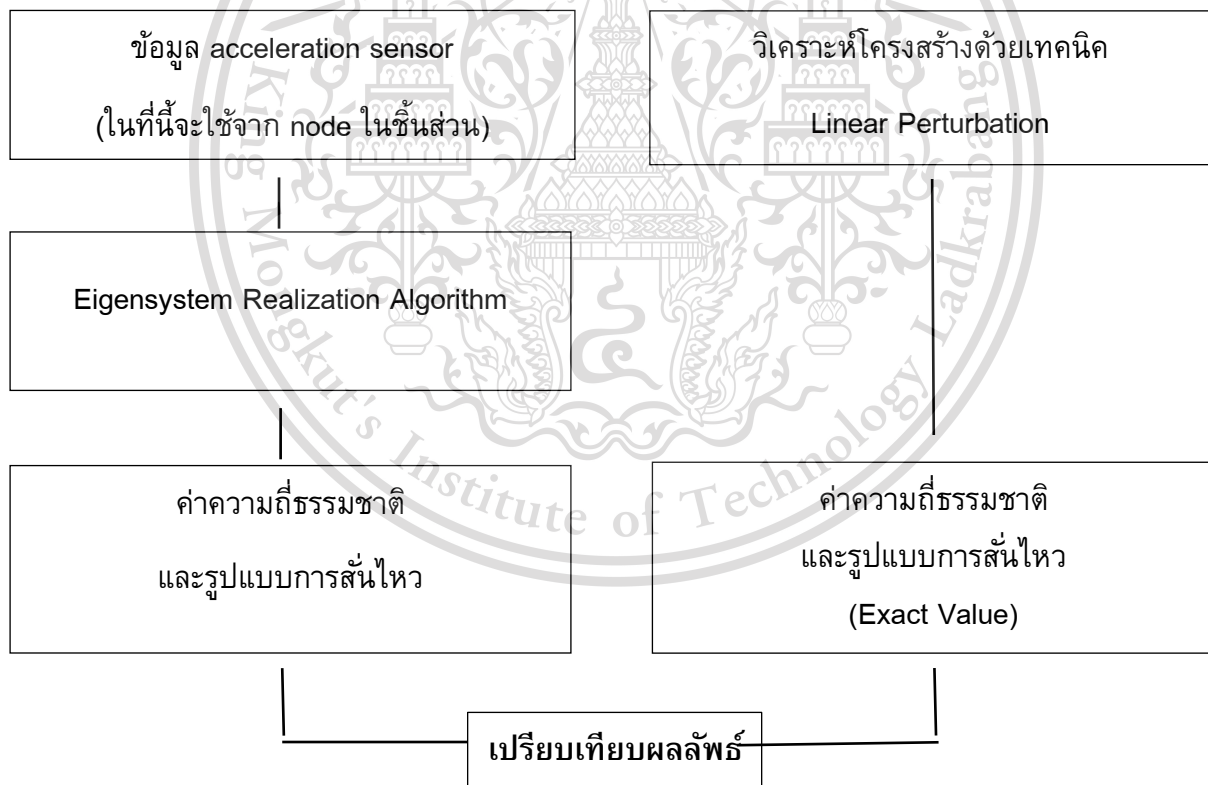 ข้อมูล acceleration sensor
(ในที่นี้จะใช้จาก node ในชิ้นส่วน)
วิเคราะห์โครงสร้างด้วยเทคนิค
Linear Perturbation
Eigensystem Realization Algorithm
ค่าความถี่ธรรมชาติ
และรูปแบบการสั่นไหว
ค่าความถี่ธรรมชาติ
และรูปแบบการสั่นไหว
(Exact Value)
เปรียบเทียบผลลัพธ์
King Mongkut's Institute of Technology Ladkrabang